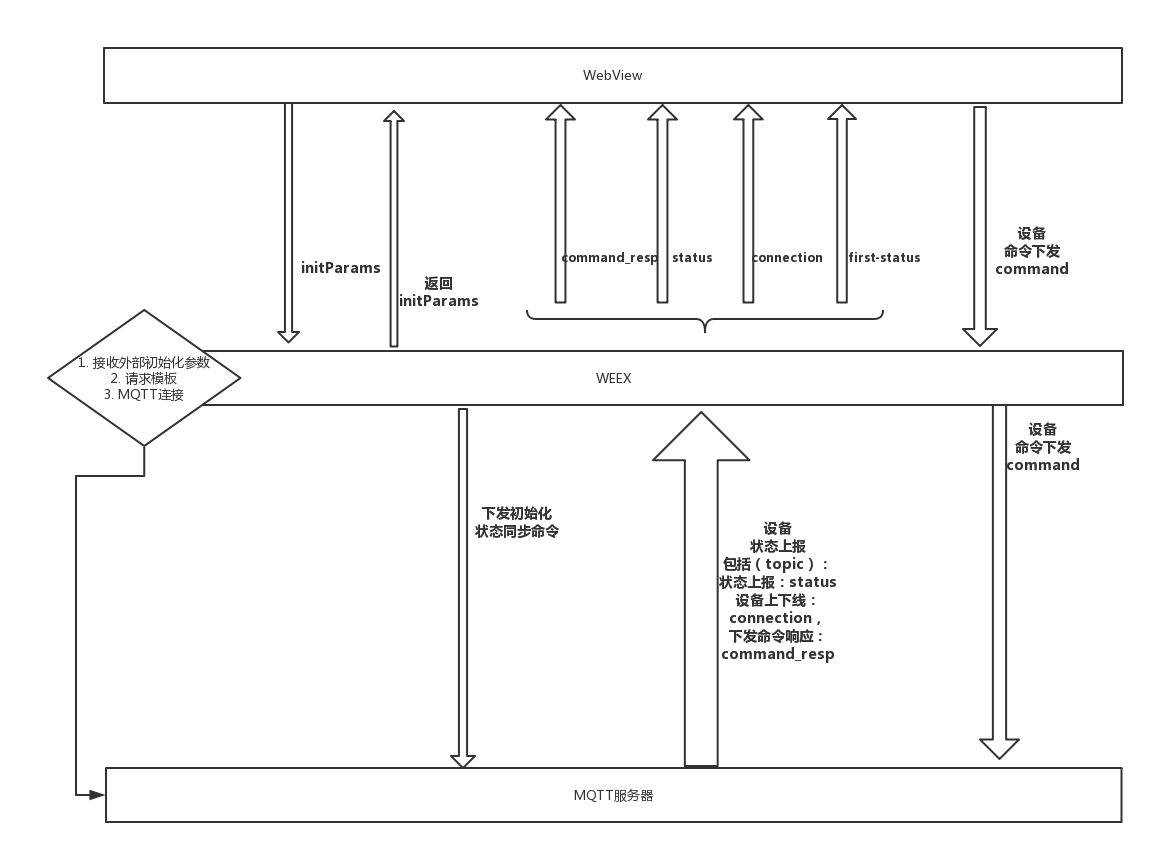 WebView
initParams
返回
initParams
command_resp
status
connection
first-status
设备
命令下发
command
1. 接收外部初始化参数
2. 请求模板
3. MQTT连接
WEEX
下发初始化
状态同步命令
设备
状态上报
包括（topic）：
状态上报：status
设备上下线：
connection，
下发命令响应：
command_resp
设备
命令下发
command
MQTT服务器